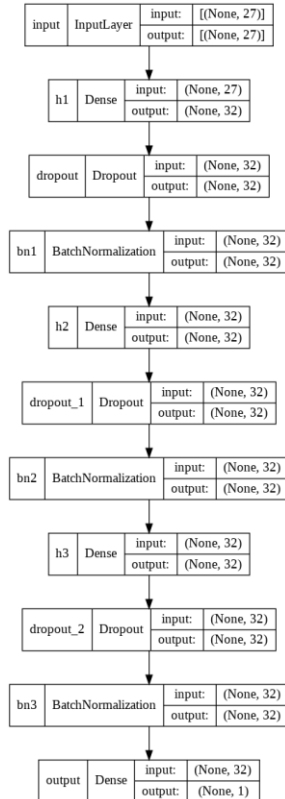 input InputLayer input: [(None, 27)]
output: [(None, 27)]
h1 Dense input: (None, 27)
output: (None, 32)
dropout Dropout input: (None, 32)
output: (None, 32)
bn1 BatchNormalization input: (None, 32)
output: (None, 32)
h2 Dense input: (None, 32)
output: (None, 32)
dropout_1 Dropout input: (None, 32)
output: (None, 32)
bn2 BatchNormalization input: (None, 32)
output: (None, 32)
h3 Dense input: (None, 32)
output: (None, 32)
dropout_2 Dropout input: (None, 32)
output: (None, 32)
bn3 BatchNormalization input: (None, 32)
output: (None, 32)
output Dense input: (None, 32)
output: (None, 1)